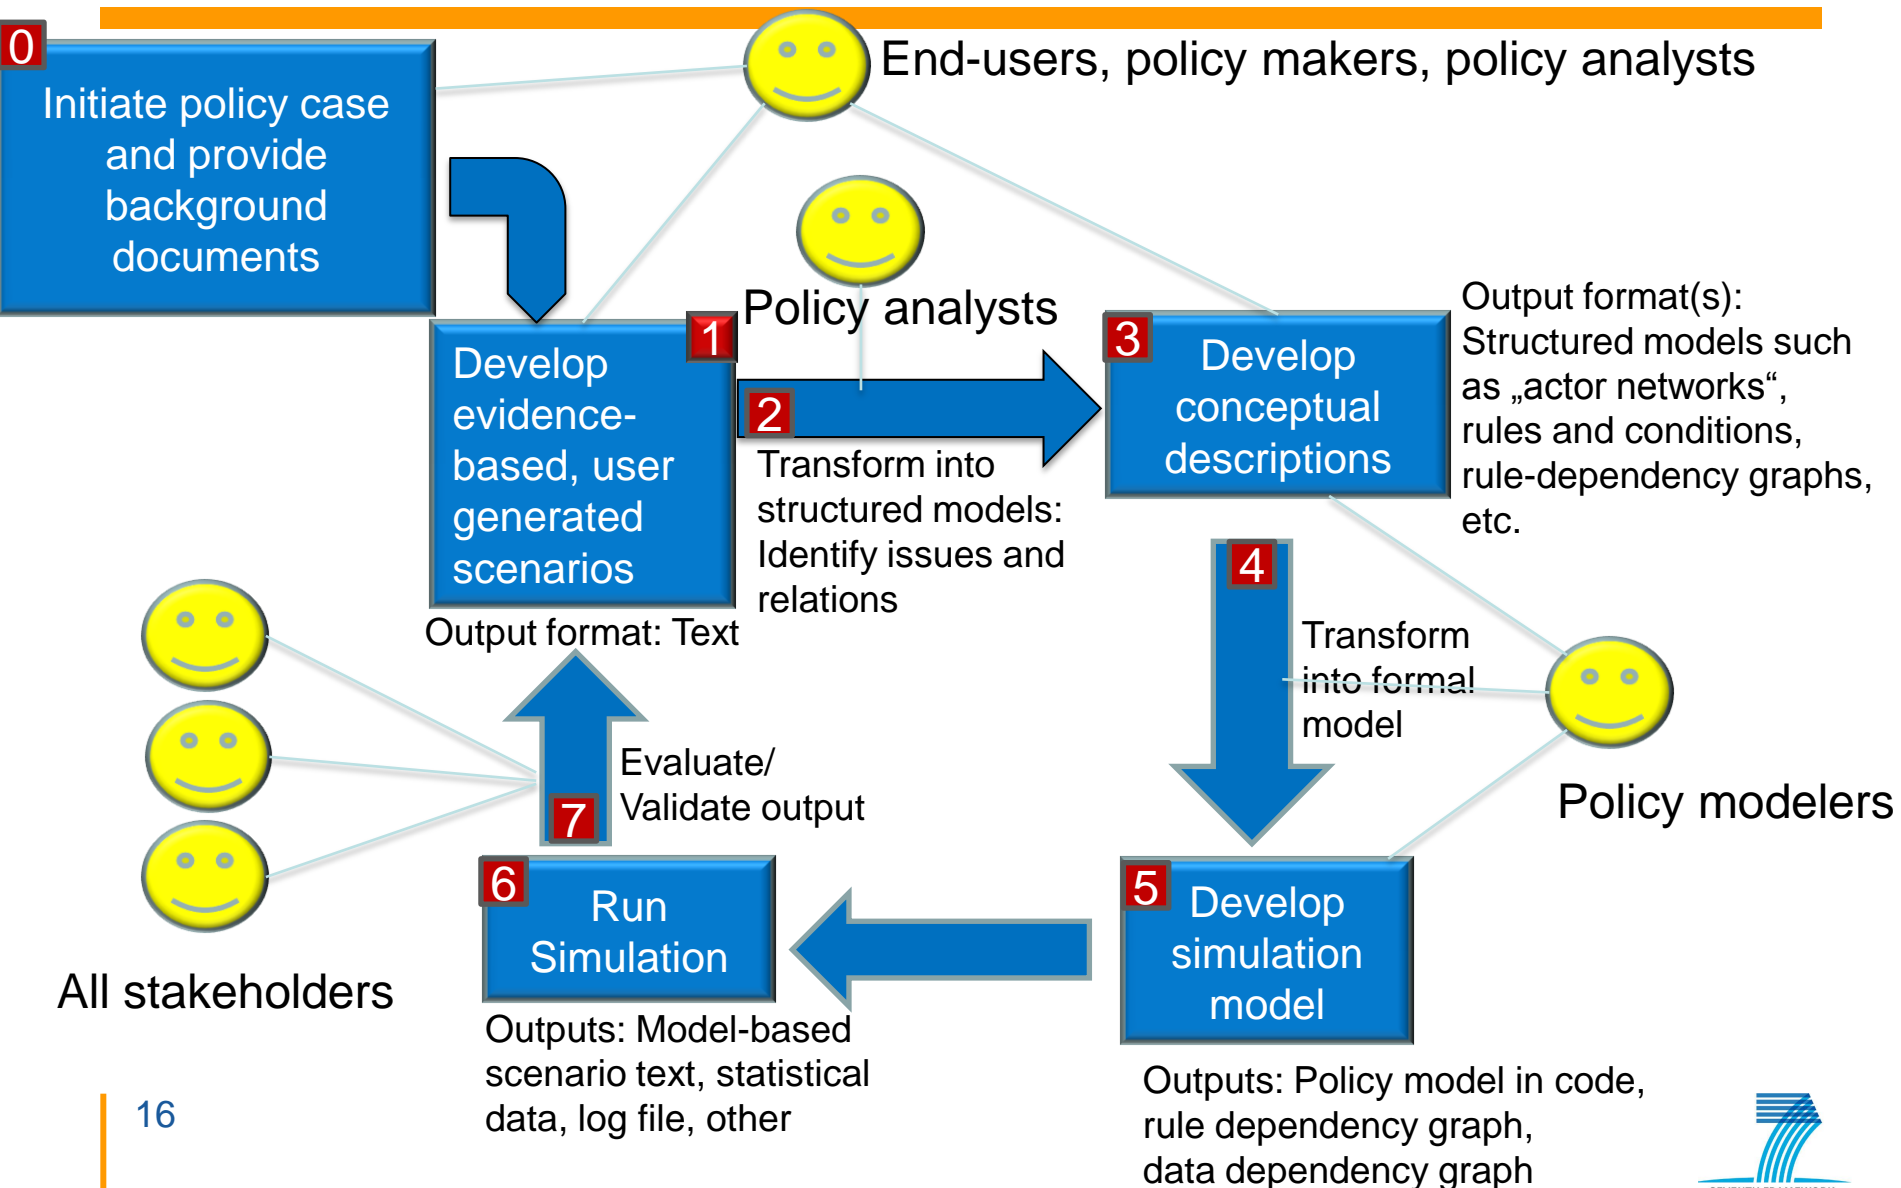 0
Initiate policy case
and provide
background
documents
End-users, policy makers, policy analysts
Policy analysts
1
Develop
evidence-
based, user
generated
scenarios
Output format: Text
2
Transform into
structured models:
Identify issues and
relations
3
Develop
conceptual
descriptions
Output format(s):
Structured models such
as „actor networks“,
rules and conditions,
rule-dependency graphs,
etc.
4
Transform
into formal
model
Policy modelers
5
Develop
simulation
model
Outputs: Policy model in code,
rule dependency graph,
data dependency graph
6
Run
Simulation
Outputs: Model-based
scenario text, statistical
data, log file, other
7
Evaluate/
Validate output
All stakeholders
16